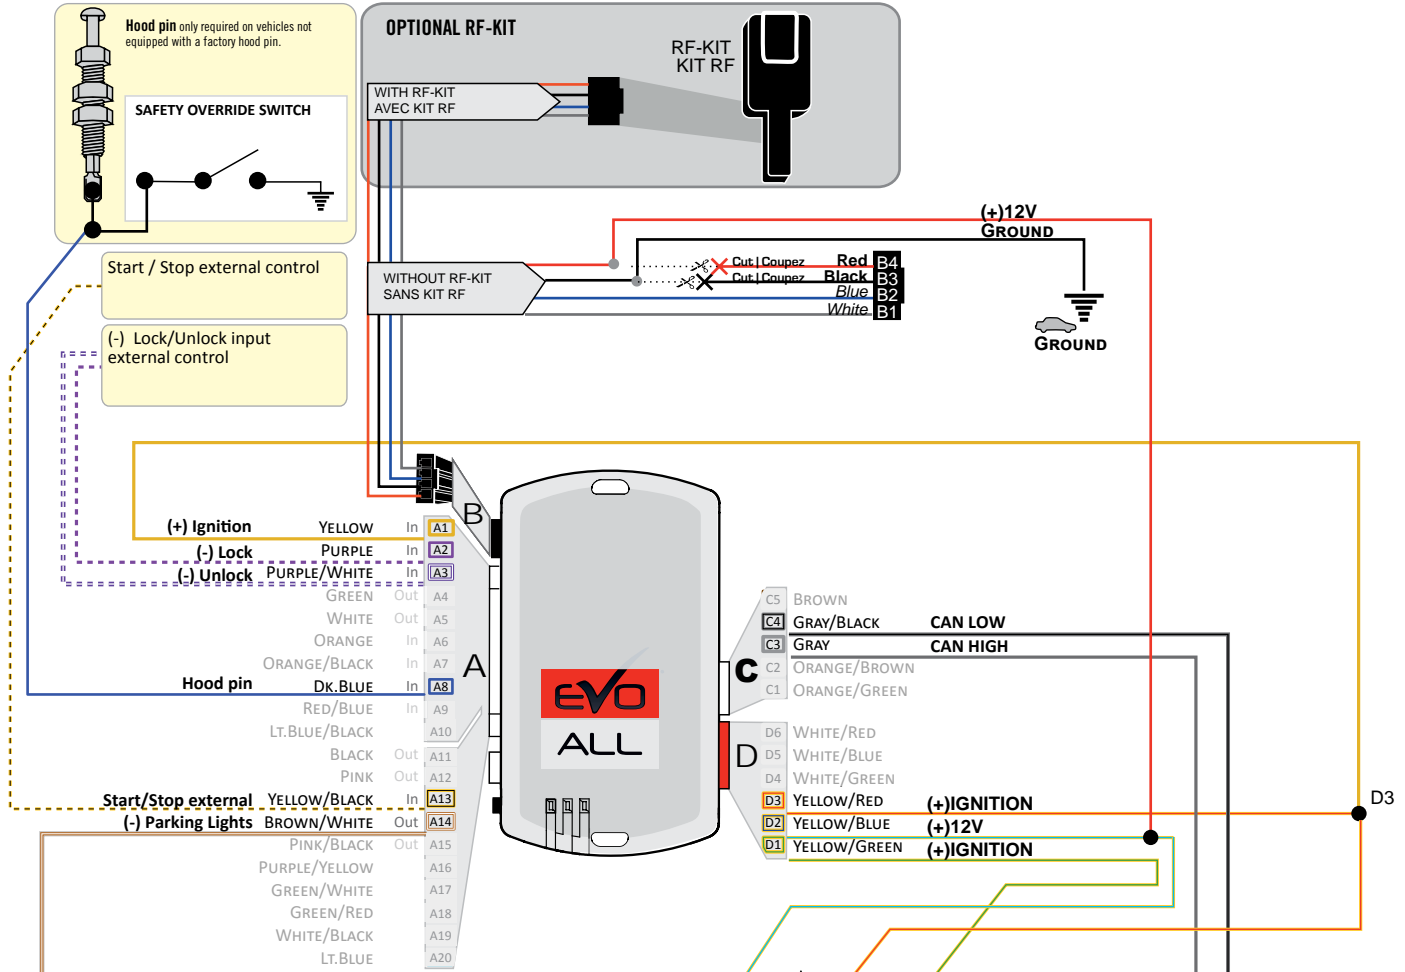 Hood pin only required on vehicles not
equipped with a factory hood pin.
SAFETY OVERRIDE SWITCH
OPTIONAL RF-KIT
RF-KIT
KIT RF
WITH RF-KIT
AVEC KIT RF
Start / Stop external control
(-) Lock/Unlock input
external control
WITHOUT RF-KIT
SANS KIT RF
(+)12V
GROUND
Cut | Coupez Red B4
Cut | Coupez Black B3
Blue B2
White B1
GROUND
B
(+) Ignition YELLOW In A1
(-) Lock PURPLE In A2
(-) Unlock PURPLE/WHITE In A3
GREEN Out A4
WHITE Out A5
ORANGE In A6
ORANGE/BLACK In A7
Hood pin DK.BLUE In A8
RED/BLUE In A9
LT.BLUE/BLACK A10
BLACK Out A11
PINK Out A12
Start/Stop external YELLOW/BLACK In A13
(-) Parking Lights BROWN/WHITE Out A14
PINK/BLACK Out A15
PURPLE/YELLOW A16
GREEN/WHITE A17
GREEN/RED A18
WHITE/BLACK A19
LT.BLUE A20
A
EVO
ALL
C
C5 BROWN
C4 GRAY/BLACK CAN LOW
C3 GRAY CAN HIGH
C2 ORANGE/BROWN
C1 ORANGE/GREEN
D
D6 WHITE/RED
D5 WHITE/BLUE
D4 WHITE/GREEN
D3 YELLOW/RED (+)IGNITION
D2 YELLOW/BLUE (+)12V
D1 YELLOW/GREEN (+)IGNITION
D3